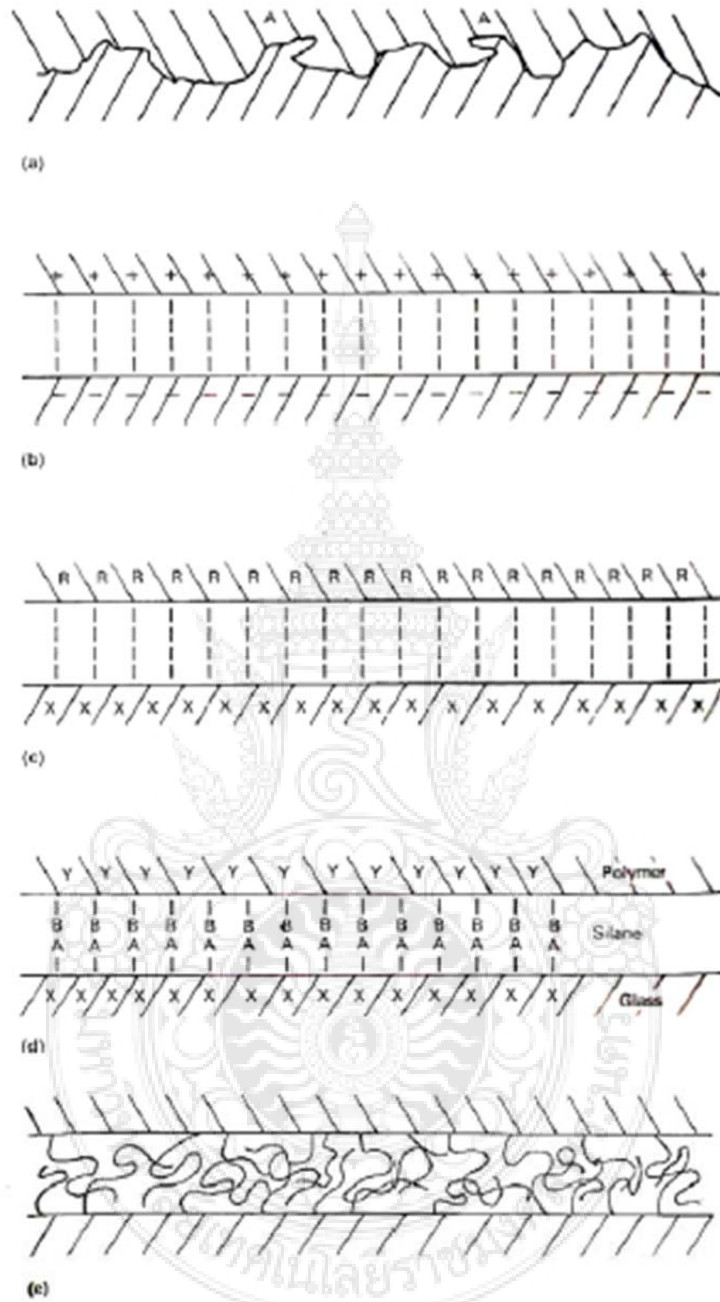 A A
(a)
+ + + + + + + + + + + + + + + + + +
− − − − − − − − − − − − − − − − − −
(b)
R R R R R R R R R R R R R R R R R R
X X X X X X X X X X X X X X X X X X
(c)
Y Y Y Y Y Y Y Y Y Y Y Y Polymer
B B B B B B B B B B B B B B
Silane
A A A A A A A A A A A A A A
X X X X X X X X X X X X X X Glass
(d)
(e)